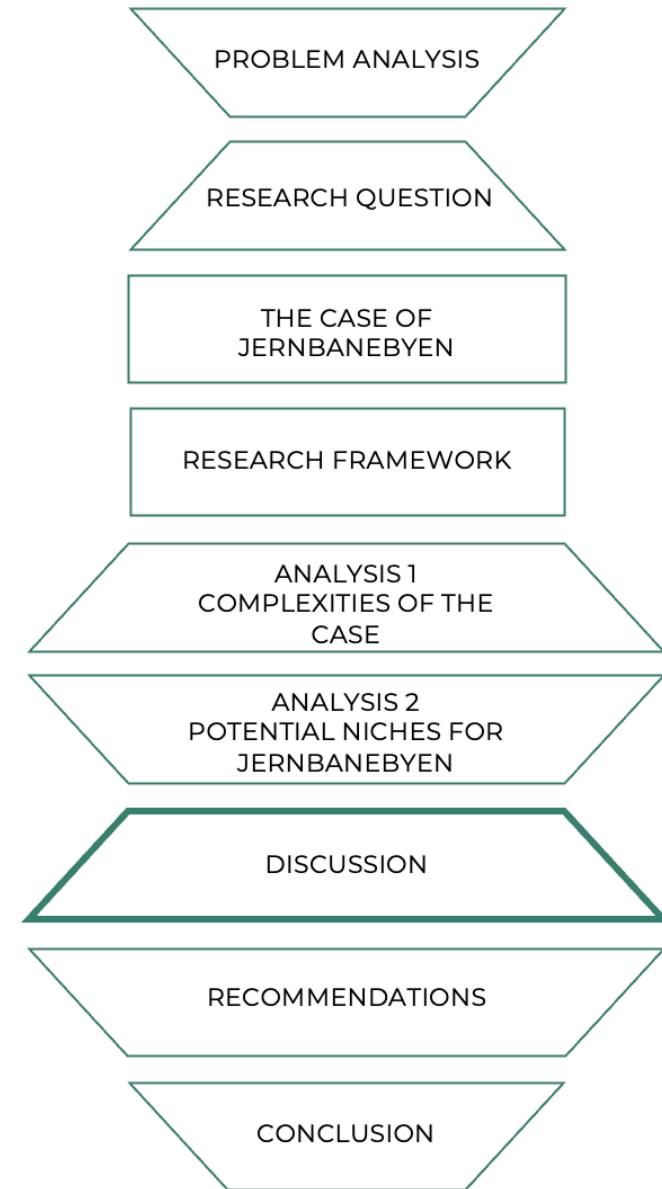 PROBLEM ANALYSIS
RESEARCH QUESTION
THE CASE OF
JERNBANEBYEN
RESEARCH FRAMEWORK
ANALYSIS 1
COMPLEXITIES OF THE
CASE
ANALYSIS 2
POTENTIAL NICHES FOR
JERNBANEBYEN
DISCUSSION
RECOMMENDATIONS
CONCLUSION